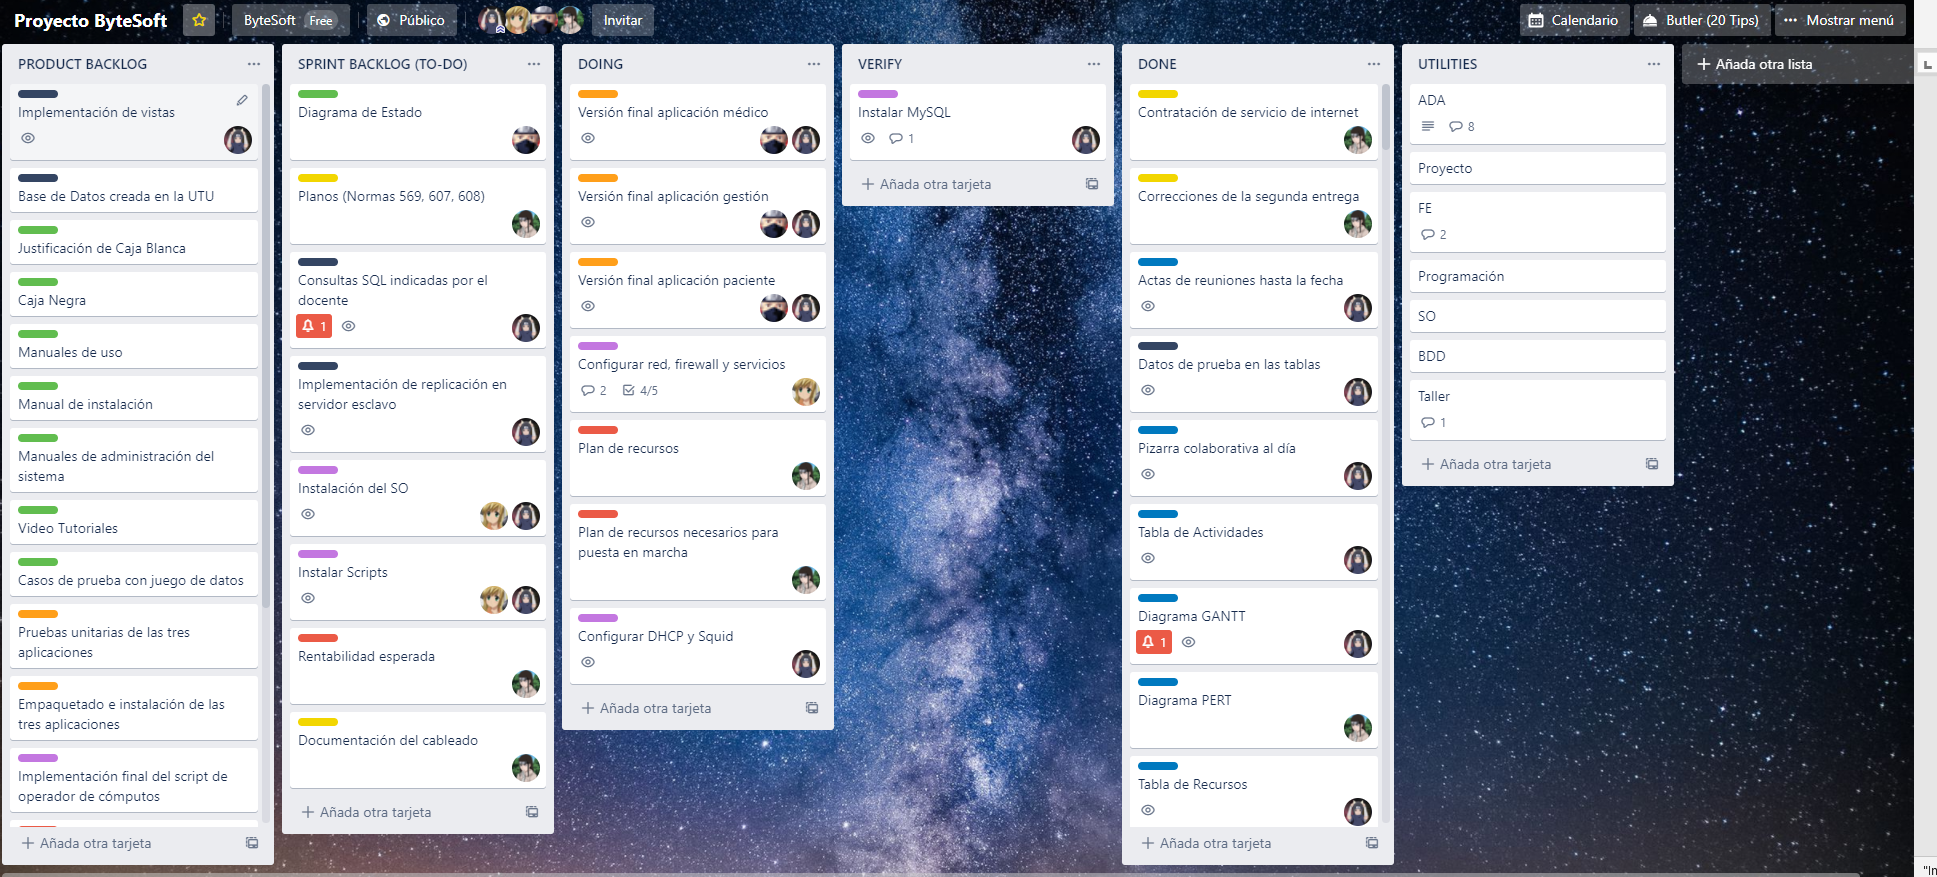 Proyecto ByteSoft
ByteSoft Free
Público
Invitar
Calendario
Butler (20 Tips)
Mostrar menú
PRODUCT BACKLOG
Implementación de vistas
Base de Datos creada en la UTU
Justificación de Caja Blanca
Caja Negra
Manuales de uso
Manual de instalación
Manuales de administración del
sistema
Video Tutoriales
Casos de prueba con juego de datos
Pruebas unitarias de las tres
aplicaciones
Empaquetado e instalación de las
tres aplicaciones
Implementación final del script de
operador de cómputos
Añada otra tarjeta
SPRINT BACKLOG (TO-DO)
Diagrama de Estado
Planos (Normas 569, 607, 608)
Consultas SQL indicadas por el
docente
1
Implementación de replicación en
servidor esclavo
Instalación del SO
Instalar Scripts
Rentabilidad esperada
Documentación del cableado
Añada otra tarjeta
DOING
Versión final aplicación médico
Versión final aplicación gestión
Versión final aplicación paciente
Configurar red, firewall y servicios
2 4/5
Plan de recursos
Plan de recursos necesarios para
puesta en marcha
Configurar DHCP y Squid
Añada otra tarjeta
VERIFY
Instalar MySQL
1
Añada otra tarjeta
DONE
Contratación de servicio de internet
Correcciones de la segunda entrega
Actas de reuniones hasta la fecha
Datos de prueba en las tablas
Pizarra colaborativa al día
Tabla de Actividades
Diagrama GANTT
1
Diagrama PERT
Tabla de Recursos
Añada otra tarjeta
UTILITIES
ADA
8
Proyecto
FE
2
Programación
SO
BDD
Taller
1
Añada otra tarjeta
Añada otra lista